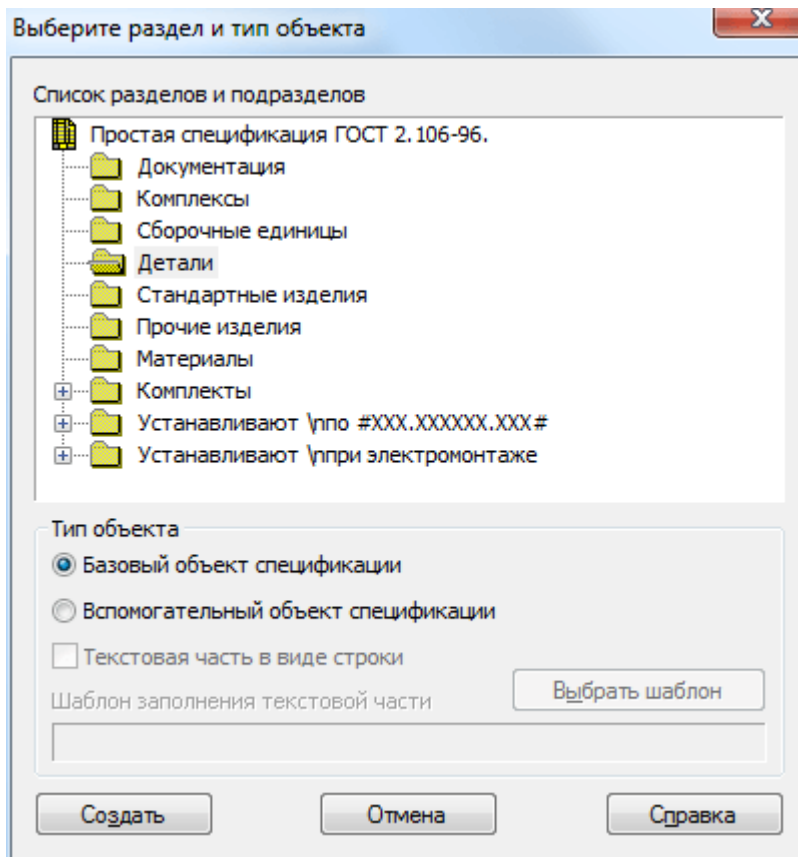 Выберите раздел и тип объекта
Список разделов и подразделов
Простая спецификация ГОСТ 2.106-96.
Документация
Комплексы
Сборочные единицы
Детали
Стандартные изделия
Прочие изделия
Материалы
Комплекты
Устанавливают \nпо #XXX.XXXXXX.XXX#
Устанавливают \nпри электромонтаже
Тип объекта
Базовый объект спецификации
Вспомогательный объект спецификации
Текстовая часть в виде строки
Шаблон заполнения текстовой части
Выбрать шаблон
Создать Отмена Справка